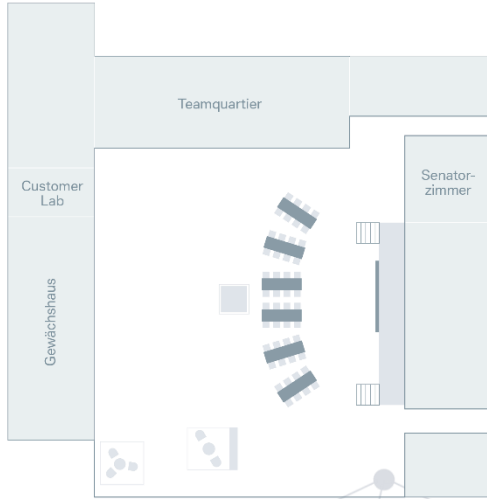 Teamquartier
Customer
Lab
Senator-
zimmer
Gewächshaus